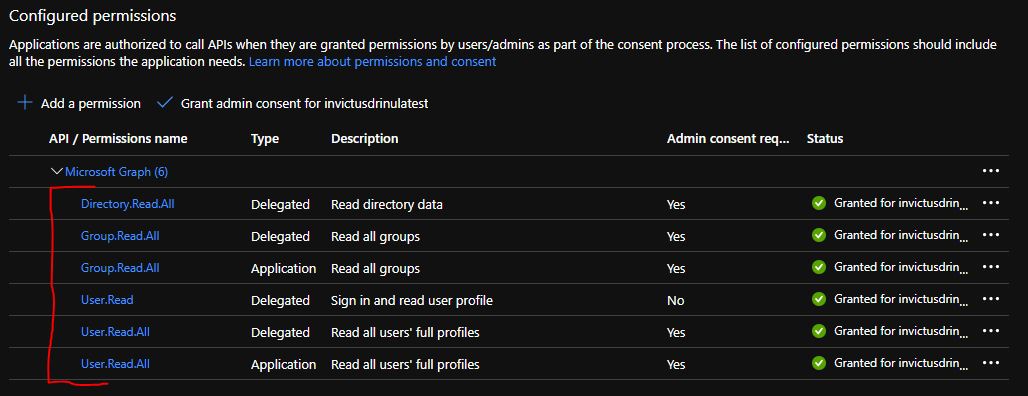 Configured permissions
Applications are authorized to call APIs when they are granted permissions by users/admins as part of the consent process. The list of configured permissions should include
all the permissions the application needs. Learn more about permissions and consent
Add a permission Grant admin consent for invictusdrinulatest
API / Permissions name Type Description Admin consent req... Status
Microsoft Graph (6) ...
Directory.Read.All Delegated Read directory data Yes Granted for invictusdrin... ...
Group.Read.All Delegated Read all groups Yes Granted for invictusdrin... ...
Group.Read.All Application Read all groups Yes Granted for invictusdrin... ...
User.Read Delegated Sign in and read user profile No Granted for invictusdrin... ...
User.Read.All Delegated Read all users' full profiles Yes Granted for invictusdrin... ...
User.Read.All Application Read all users' full profiles Yes Granted for invictusdrin... ...